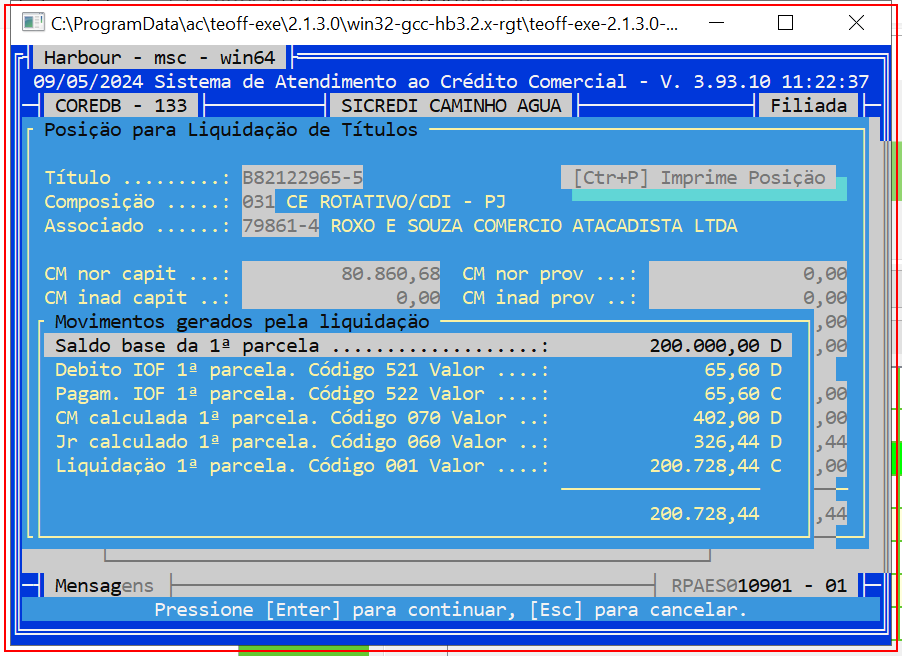 C:\ProgramData\ac\teoff-exe\2.1.3.0\win32-gcc-hb3.2.x-rgt\teoff-exe-2.1.3.0-...
Harbour - msc - win64
09/05/2024 Sistema de Atendimento ao Crédito Comercial - V. 3.93.10 11:22:37
COREDB - 133 SICREDI CAMINHO AGUA Filiada
Posiçäo para Liquidaçäo de Títulos
Título .........: B82122965-5 [Ctr+P] Imprime Posiçäo
Composiçäo .....: 031 CE ROTATIVO/CDI - PJ
Associado ......: 79861-4 ROXO E SOUZA COMERCIO ATACADISTA LTDA
CM nor capit ...: 80.860,68 CM nor prov ...: 0,00
CM inad capit ..: 0,00 CM inad prov ..: 0,00
Movimentos gerados pela liquidaçäo ,00
Saldo base da 1ª parcela ...................: 200.000,00 D ,00
Debito IOF 1ª parcela. Código 521 Valor ....: 65,60 D
Pagam. IOF 1ª parcela. Código 522 Valor ....: 65,60 C ,00
CM calculada 1ª parcela. Código 070 Valor ..: 402,00 D ,00
Jr calculado 1ª parcela. Código 060 Valor ..: 326,44 D ,44
Liquidaçäo 1ª parcela. Código 001 Valor ....: 200.728,44 C ,00
200.728,44 ,44
Mensagens RPAES010901 - 01
Pressione [Enter] para continuar, [Esc] para cancelar.